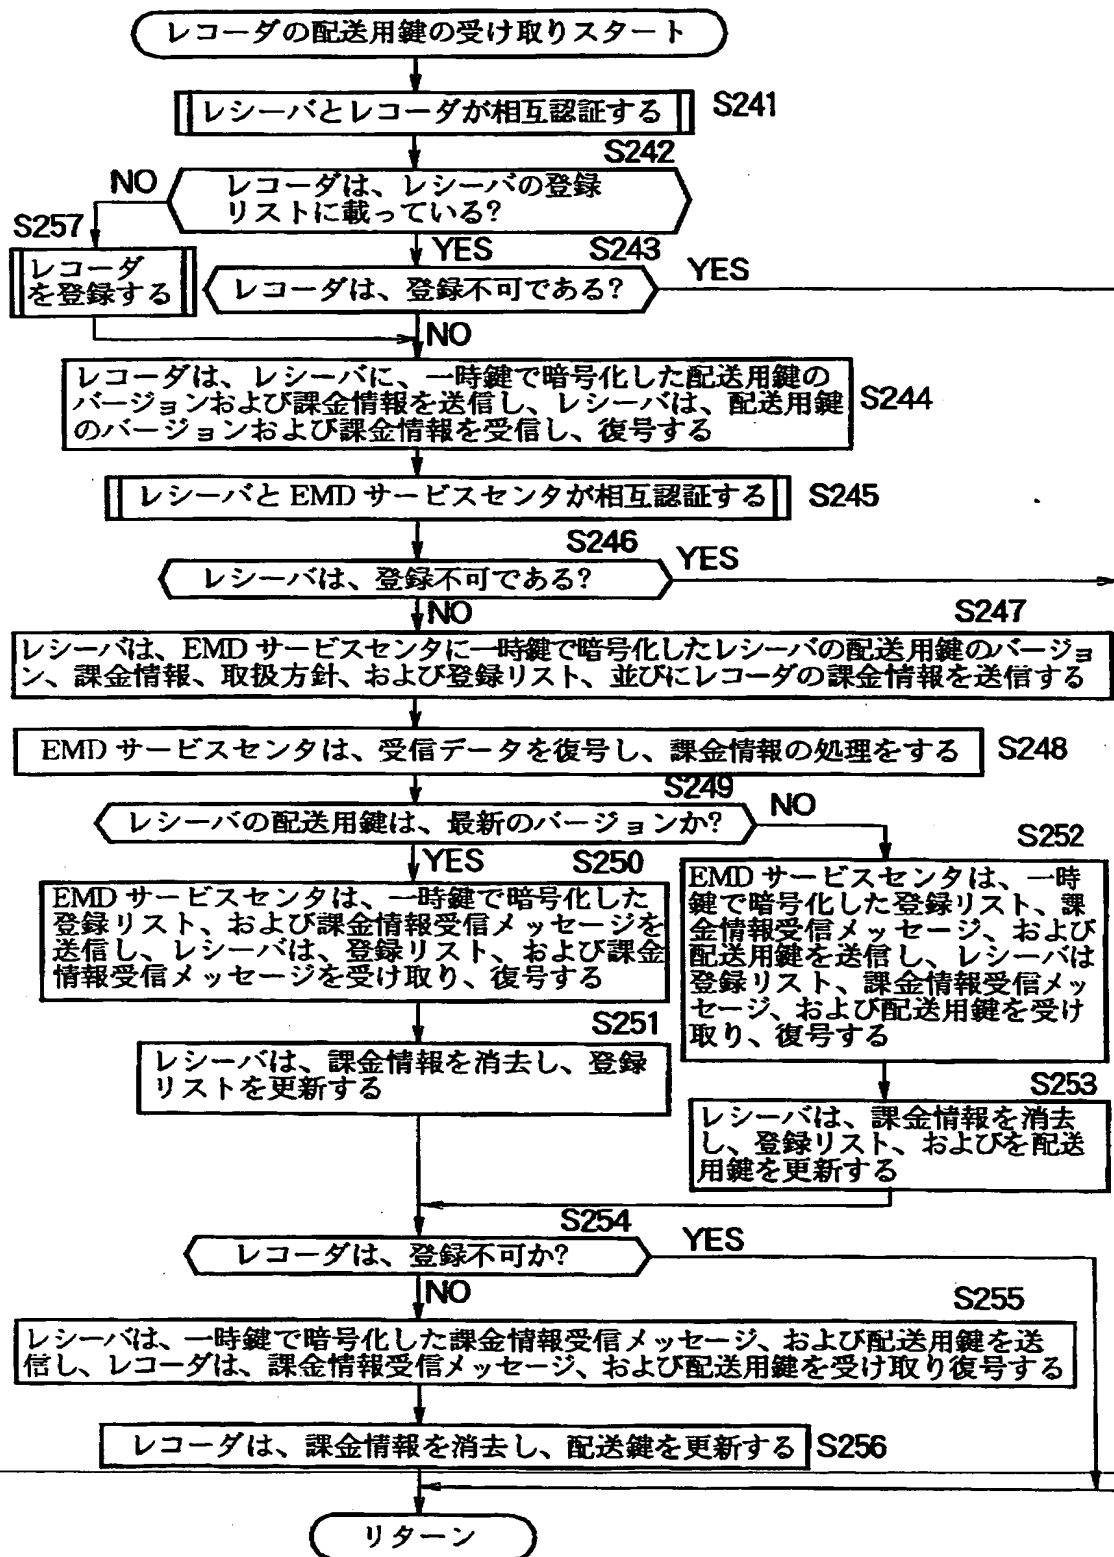 レコーダの配送用鍵の受け取りスタート
レシーバとレコーダが相互認証する
S241
S242
NO
レコーダは、レシーバの登録
リストに載っている?
S257
YES
S243
レコーダ
を登録する
レコーダは、登録不可である?
YES
NO
レコーダは、レシーバに、一時鍵で暗号化した配送用鍵の
バージョンおよび課金情報を送信し、レシーバは、配送用鍵
のバージョンおよび課金情報を受信し、復号する
S244
レシーバと EMD サービスセンタが相互認証する
S245
S246
レシーバは、登録不可である?
YES
NO
S247
レシーバは、EMD サービスセンタに一時鍵で暗号化したレシーバの配送用鍵のバージョ
ン、課金情報、取扱方針、および登録リスト、並びにレコーダの課金情報を送信する
EMD サービスセンタは、受信データを復号し、課金情報の処理をする
S248
S249
レシーバの配送用鍵は、最新のバージョンか?
NO
YES
S250
S252
EMD サービスセンタは、一時鍵で暗号化した
登録リスト、および課金情報受信メッセージを
送信し、レシーバは、登録リスト、および課金
情報受信メッセージを受け取り、復号する
EMD サービスセンタは、一時
鍵で暗号化した登録リスト、課
金情報受信メッセージ、および
配送用鍵を送信し、レシーバは
登録リスト、課金情報受信メッ
セージ、および配送用鍵を受け
取り、復号する
S251
レシーバは、課金情報を消去し、登録
リストを更新する
S253
レシーバは、課金情報を消去
し、登録リスト、およびを配送
用鍵を更新する
S254
レコーダは、登録不可か?
YES
NO
S255
レシーバは、一時鍵で暗号化した課金情報受信メッセージ、および配送用鍵を送
信し、レコーダは、課金情報受信メッセージ、および配送用鍵を受け取り復号する
レコーダは、課金情報を消去し、配送鍵を更新する
S256
リターン